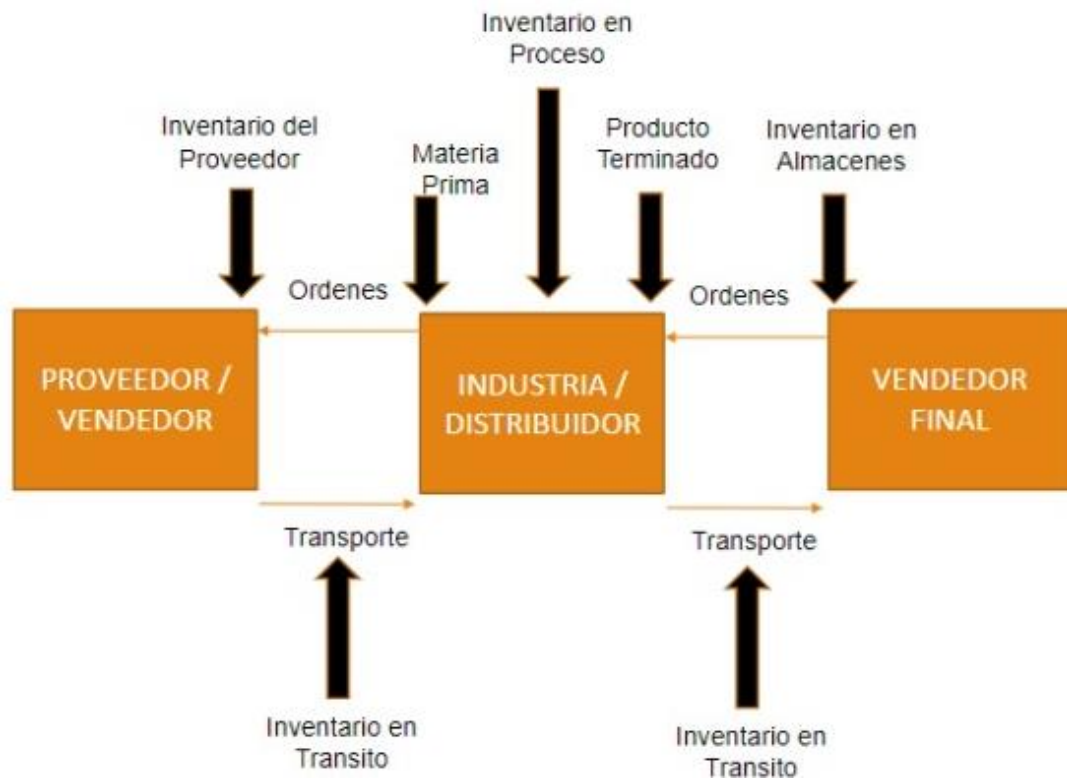 Inventario en
Proceso
Inventario del
Proveedor
Materia
Prima
Producto
Terminado
Inventario en
Almacenes
Ordenes
Ordenes
PROVEEDOR /
VENDEDOR
INDUSTRIA /
DISTRIBUIDOR
VENDEDOR
FINAL
Transporte
Transporte
Inventario en
Transito
Inventario en
Transito